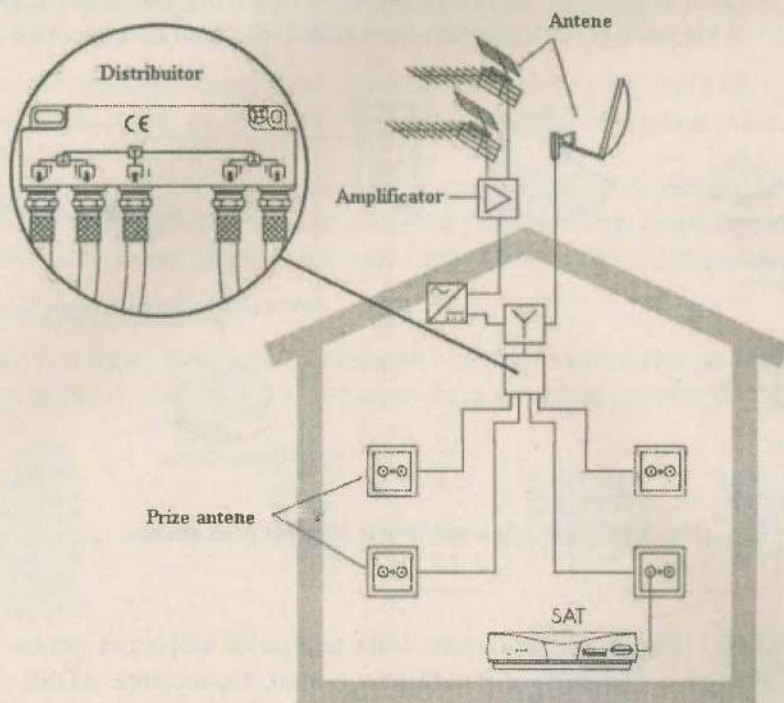 Antene
Distribuitor
CE
Amplificator
Prize antene
SAT